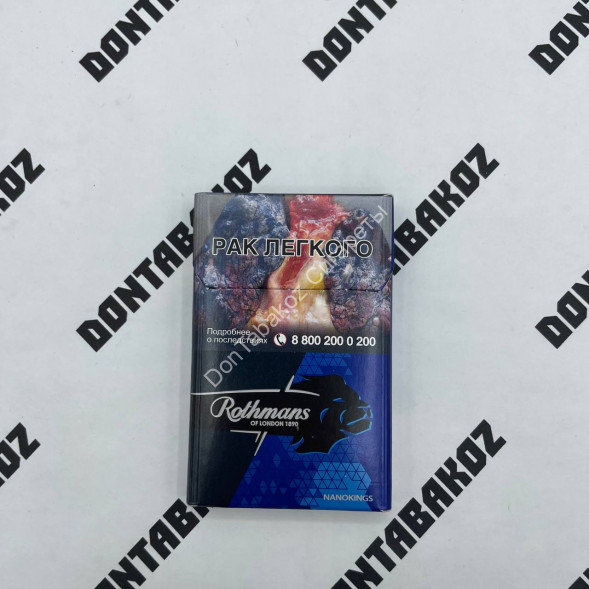 DONTABAKOZ
DONTABAKOZ
DONTABAKOZ
DONTABAKOZ
РАК ЛЕГКОГО
DonTabakoz Сигареты
Подробнее
о последствиях
8 800 200 0 200
Rothmans
OF LONDON 1890
NANOKINGS